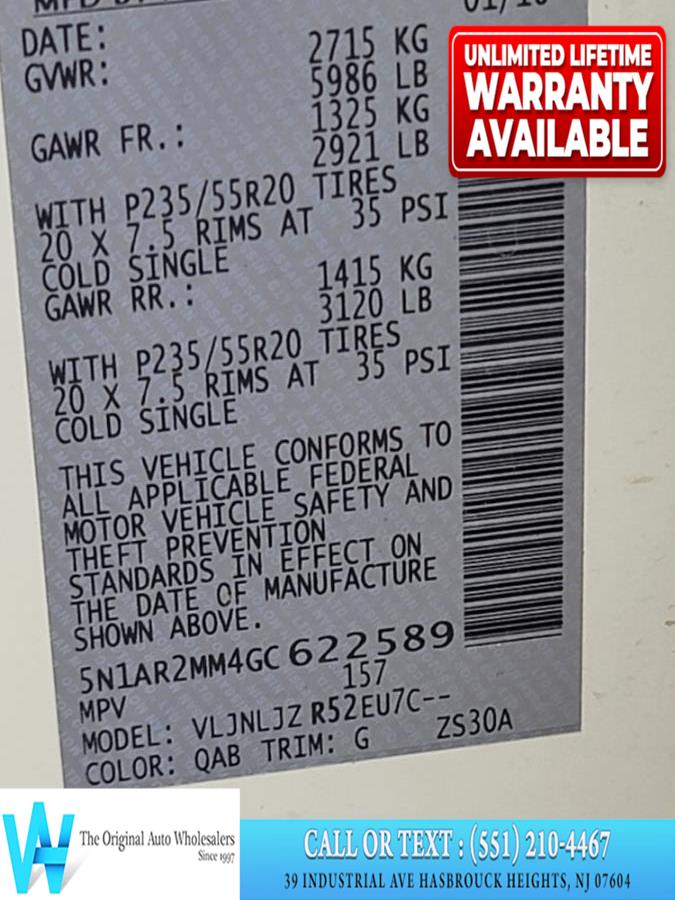 DATE:
GVWR: 2715 KG
5986 LB
GAWR FR.: 1325 KG
2921 LB
WITH P235/55R20 TIRES
20 X 7.5 RIMS AT 35 PSI
COLD SINGLE
GAWR RR.: 1415 KG
3120 LB
WITH P235/55R20 TIRES
20 X 7.5 RIMS AT 35 PSI
COLD SINGLE
THIS VEHICLE CONFORMS TO
ALL APPLICABLE FEDERAL
MOTOR VEHICLE SAFETY AND
THEFT PREVENTION
STANDARDS IN EFFECT ON
THE DATE OF MANUFACTURE
SHOWN ABOVE.
5N1AR2MM4GC622589
MPV 157
MODEL: VLJNLJZ R52EU7C--
COLOR: QAB TRIM: G ZS30A
UNLIMITED LIFETIME
WARRANTY
AVAILABLE
The Original Auto Wholesalers
Since 1997
CALL OR TEXT : (551) 210-4467
39 INDUSTRIAL AVE HASBROUCK HEIGHTS, NJ 07604